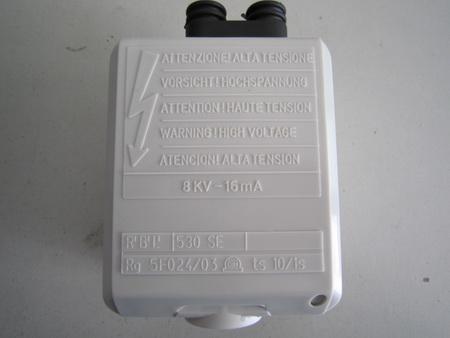 ATTENZIONE! ALTA TENSIONE
VORSICHT! HOCHSPANNUNG
ATTENTION! HAUTE TENSION
WARNING! HIGH VOLTAGE
ATENCION! ALTA TENSION
8 KV - 16 mA
R.B.L. 530 SE
Rg 5F024/03 ts 10/1s